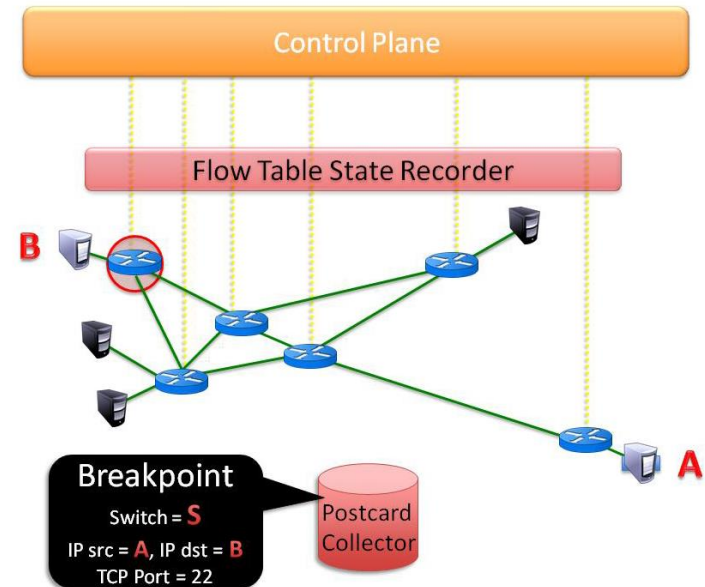 Control Plane
Flow Table State Recorder
B
A
Breakpoint
Switch = S
IP src = A, IP dst = B
TCP Port = 22
Postcard
Collector